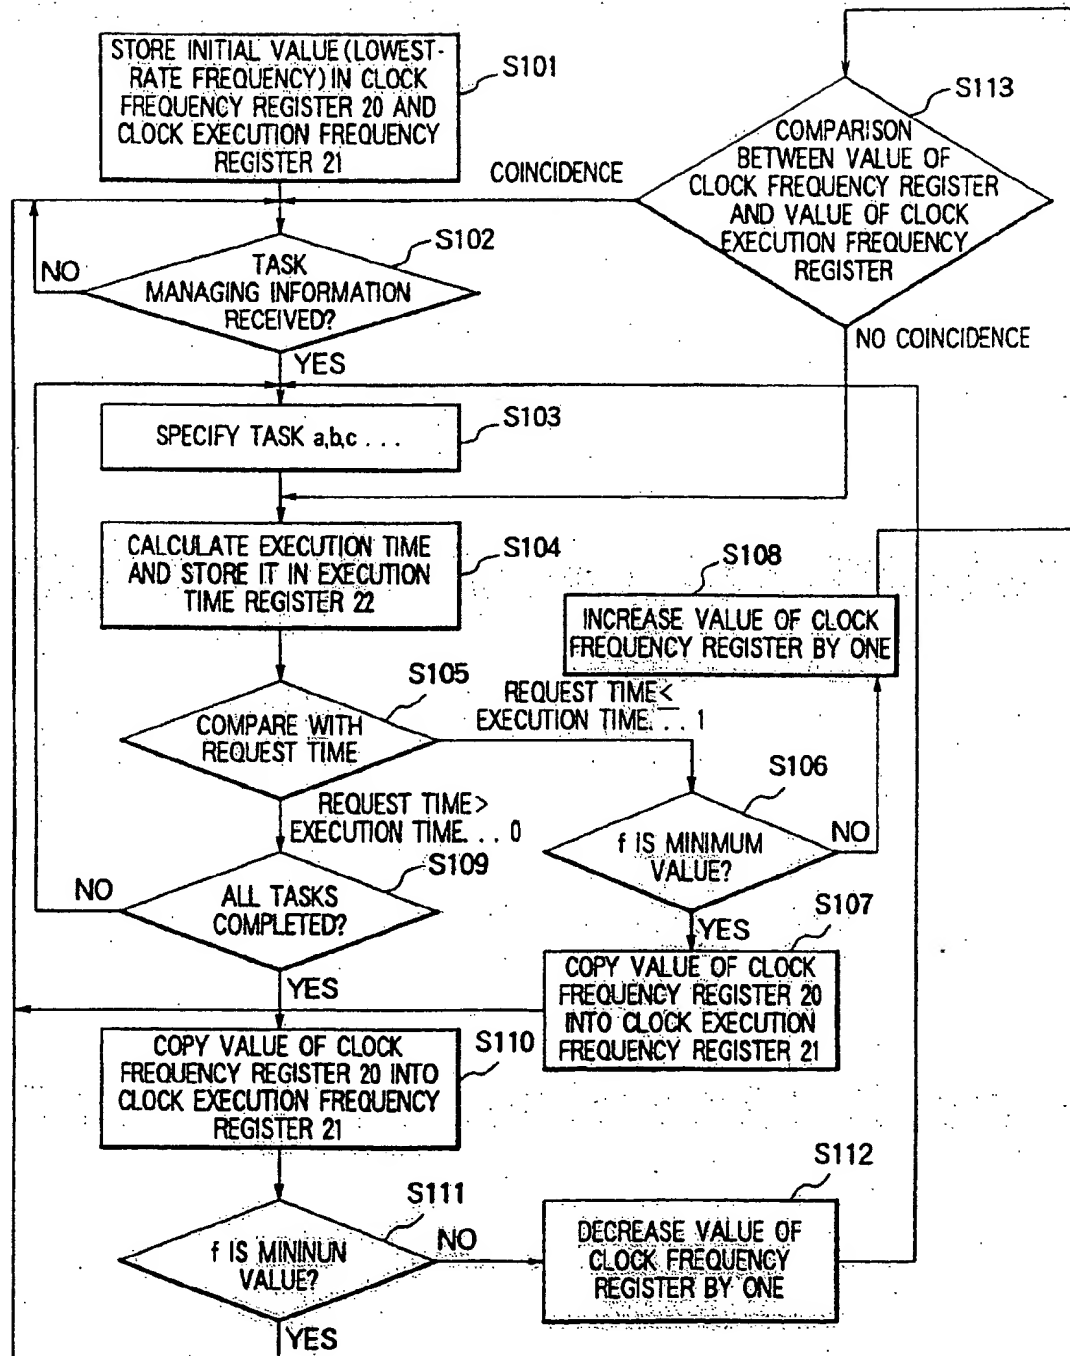 STORE INITIAL VALUE (LOWEST-
RATE FREQUENCY) IN CLOCK
FREQUENCY REGISTER 20 AND
CLOCK EXECUTION FREQUENCY
REGISTER 21
S101
S113
COMPARISON
BETWEEN VALUE OF
CLOCK FREQUENCY REGISTER
AND VALUE OF CLOCK
EXECUTION FREQUENCY
REGISTER
COINCIDENCE
NO COINCIDENCE
S102
TASK
MANAGING INFORMATION
RECEIVED?
NO
YES
S103
SPECIFY TASK a,b,c ...
S104
CALCULATE EXECUTION TIME
AND STORE IT IN EXECUTION
TIME REGISTER 22
S108
INCREASE VALUE OF CLOCK
FREQUENCY REGISTER BY ONE
S105
COMPARE WITH
REQUEST TIME
REQUEST TIME≤
EXECUTION TIME...1
REQUEST TIME>
EXECUTION TIME...0
S106
f IS MINIMUM
VALUE?
NO
YES
S109
ALL TASKS
COMPLETED?
NO
YES
S107
COPY VALUE OF CLOCK
FREQUENCY REGISTER 20
INTO CLOCK EXECUTION
FREQUENCY REGISTER 21
S110
COPY VALUE OF CLOCK
FREQUENCY REGISTER 20 INTO
CLOCK EXECUTION FREQUENCY
REGISTER 21
S111
f IS MININUN
VALUE?
NO
YES
S112
DECREASE VALUE OF
CLOCK FREQUENCY
REGISTER BY ONE